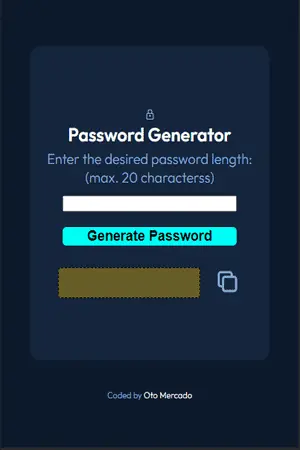 Password Generator
Enter the desired password length:
(max. 20 characterss)
Generate Password
Coded by Oto Mercado